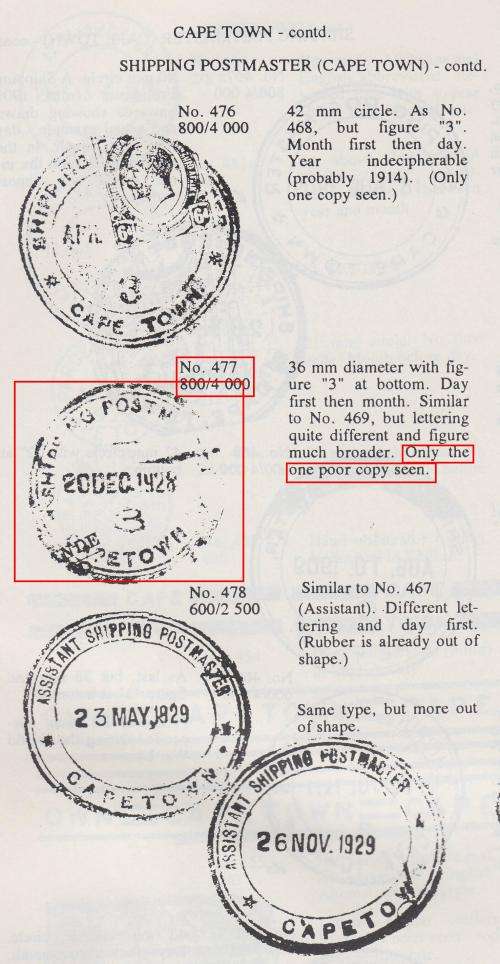 CAPE TOWN - contd.
SHIPPING POSTMASTER (CAPE TOWN) - contd.
No. 476
800/4 000
42 mm circle. As No.
468, but figure "3".
Month first then day.
Year indecipherable
(probably 1914). (Only
one copy seen.)
SHIPPING
APR
3
CAPE TOWN
No. 477
800/4 000
36 mm diameter with fig-
ure "3" at bottom. Day
first then month. Similar
to No. 469, but lettering
quite different and figure
much broader. Only the
one poor copy seen.
20 DEC. 1928
3
No. 478
600/2 500
Similar to No. 467
(Assistant). Different let-
tering and day first.
(Rubber is already out of
shape.)
ASSISTANT SHIPPING POSTMASTER
23 MAY, 1929
CAPETOWN
Same type, but more out
of shape.
ASSISTANT SHIPPING POSTMASTER
26 NOV. 1929
CAPETOWN